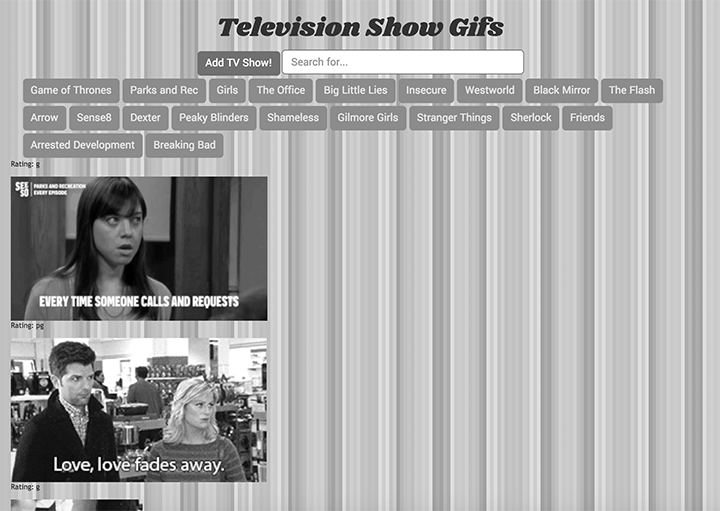 Television Show Gifs
Add TV Show! Search for...
Game of Thrones Parks and Rec Girls The Office Big Little Lies Insecure Westworld Black Mirror The Flash
Arrow Sense8 Dexter Peaky Blinders Shameless Gilmore Girls Stranger Things Sherlock Friends
Arrested Development Breaking Bad
Rating: g
SEE
SO
PARKS AND RECREATION
EVERY EPISODE
EVERY TIME SOMEONE CALLS AND REQUESTS
Rating: pg
Love, love fades away.
Rating: g